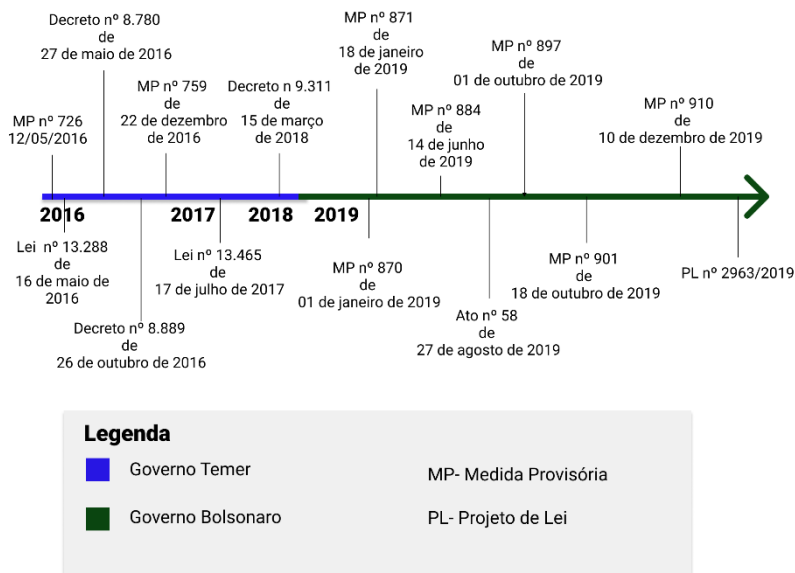 Decreto nº 8.780
de
27 de maio de 2016
MP nº 871
de
18 de janeiro
de
2019
MP nº 897
de
01 de outubro de 2019
MP nº 726
12/05/2016
MP nº 759
de
22 de dezembro
de
2016
Decreto n 9.311
de
15 de março
de
2018
MP nº 884
de
14 de junho
de 2019
MP nº 910
de
10 de dezembro de 2019
2016
2017
2018
2019
Lei nº 13.288
de
16 de maio de
2016
Decreto nº 8.889
de
26 de outubro de 2016
Lei nº 13.465
de
17 de julho de 2017
MP nº 870
de
01 de janeiro de 2019
Ato nº 58
de
27 de agosto de 2019
MP nº 901
de
18 de outubro de 2019
PL nº 2963/2019
Legenda
Governo Temer
MP- Medida Provisória
Governo Bolsonaro
PL- Projeto de Lei